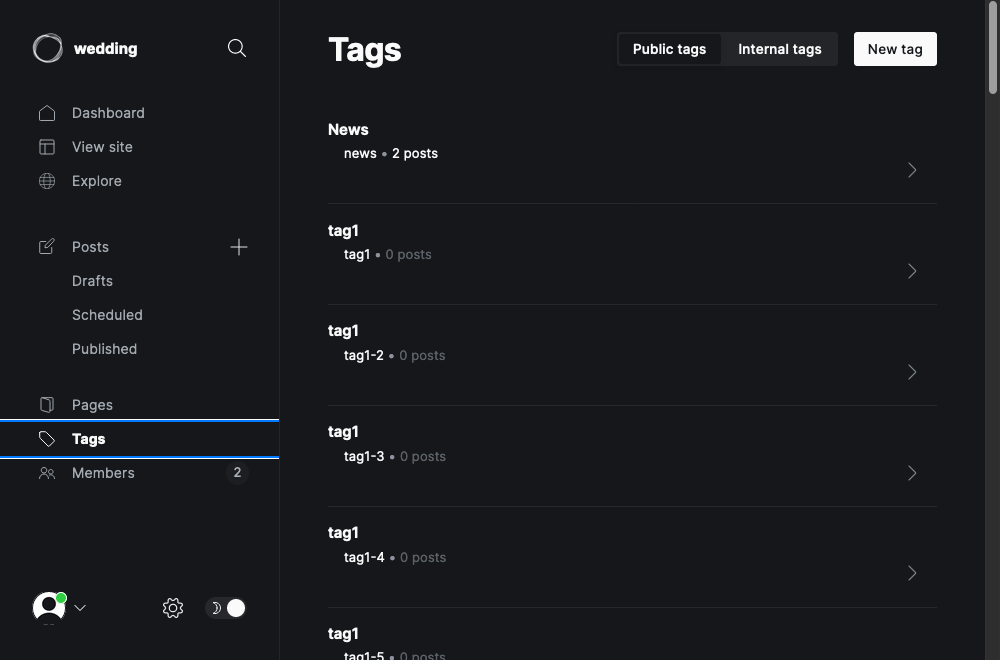 wedding
Dashboard
View site
Explore
Posts
Drafts
Scheduled
Published
Pages
Tags
Members 2
Tags
Public tags Internal tags New tag
News
news • 2 posts
tag1
tag1 • 0 posts
tag1
tag1-2 • 0 posts
tag1
tag1-3 • 0 posts
tag1
tag1-4 • 0 posts
tag1
tag1-5 • 0 posts